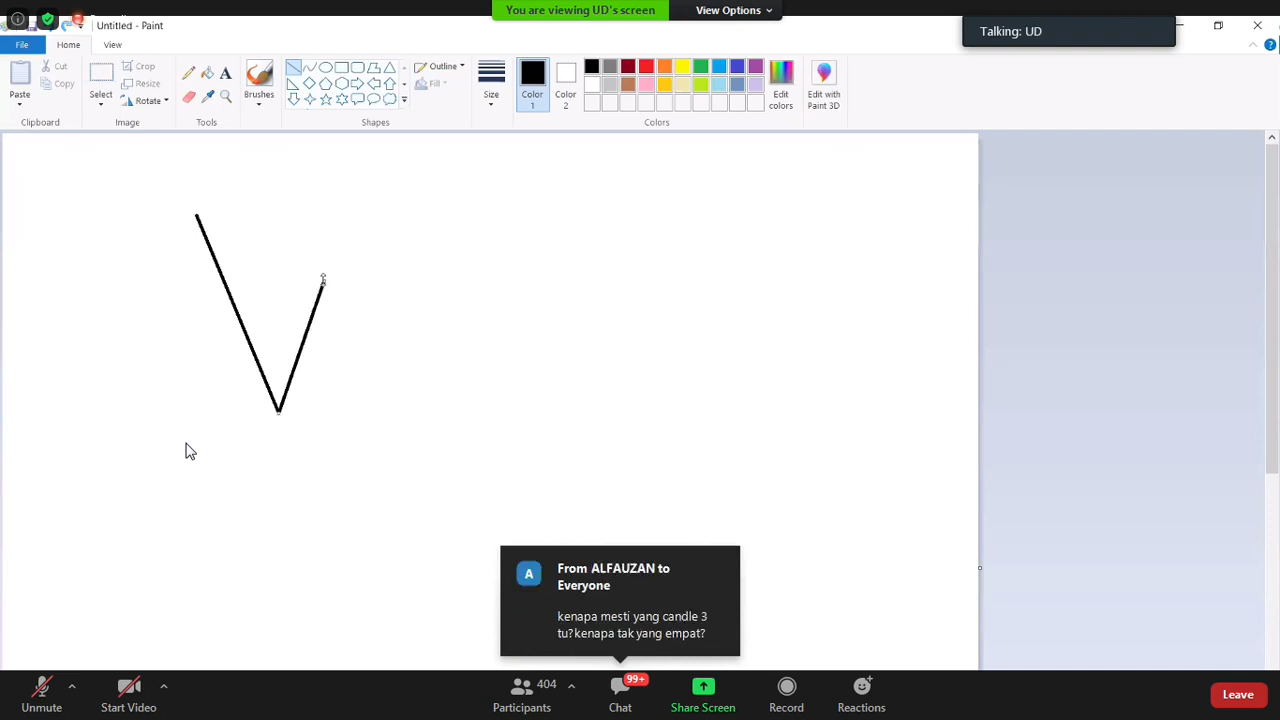 You are viewing UD's screen
View Options
Untitled - Paint
Talking: UD
File
Home
View
Paste
Cut
Copy
Clipboard
Select
Crop
Resize
Rotate
Image
A
Tools
Brushes
Outline
Fill
Shapes
Size
Color
1
Color
2
Edit
colors
Colors
Edit with
Paint 3D
A
From ALFAUZAN to
Everyone
kenapa mesti yang candle 3
tu?kenapa tak yang empat?
Unmute
Start Video
404
Participants
99+
Chat
Share Screen
Record
Reactions
Leave